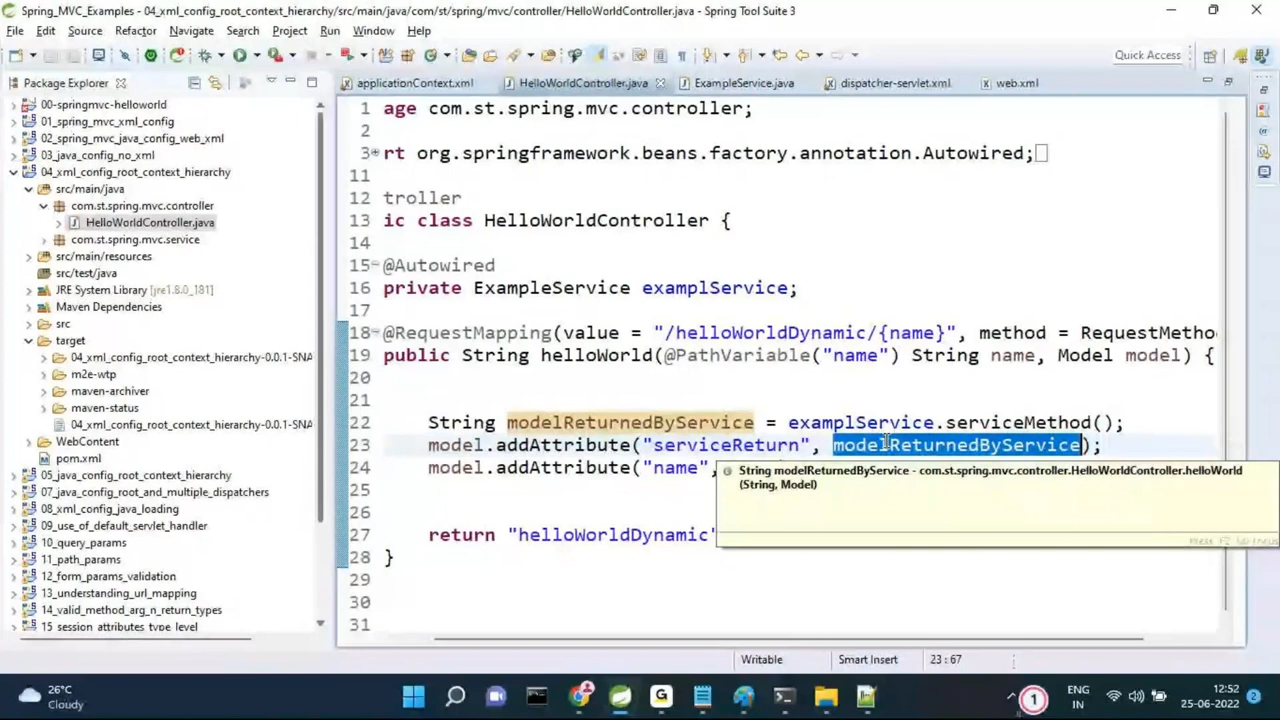 Spring_MVC_Examples - 04_xml_config_root_context_hierarchy/src/main/java/com/st/spring/mvc/controller/HelloWorldController.java - Spring Tool Suite 3
File Edit Source Refactor Navigate Search Project Run Window Help
Quick Access
Package Explorer
applicationContext.xml HelloWorldController.java ExampleService.java dispatcher-servlet.xml web.xml
00-springmvc-helloworld
01_spring_mvc_xml_config
02_spring_mvc_java_config_web_xml
03_java_config_no_xml
04_xml_config_root_context_hierarchy
src/main/java
com.st.spring.mvc.controller
HelloWorldController.java
com.st.spring.mvc.service
src/main/resources
src/test/java
JRE System Library [jre1.8.0_181]
Maven Dependencies
src
target
04_xml_config_root_context_hierarchy-0.0.1-SNA
m2e-wtp
maven-archiver
maven-status
04_xml_config_root_context_hierarchy-0.0.1-SNA
WebContent
pom.xml
05_java_config_root_context_hierarchy
07_java_config_root_and_multiple_dispatchers
08_xml_config_java_loading
09_use_of_default_servlet_handler
10_query_params
11_path_params
12_form_params_validation
13_understanding_url_mapping
14_valid_method_arg_n_return_types
15_session_attributes_type_level
1 age com.st.spring.mvc.controller;
2
3 rt org.springframework.beans.factory.annotation.Autowired;
11
12 troller
13 ic class HelloWorldController {
14
15 @Autowired
16 private ExampleService examplService;
17
18 @RequestMapping(value = "/helloWorldDynamic/{name}", method = RequestMetho
19 public String helloWorld(@PathVariable("name") String name, Model model) {
20
21
22 String modelReturnedByService = examplService.serviceMethod();
23 model.addAttribute("serviceReturn", modelReturnedByService);
24 model.addAttribute("name",
String modelReturnedByService - com.st.spring.mvc.controller.HelloWorldController.helloWorld
(String, Model)
25
27 return "helloWorldDynamic"
28 }
29
30
31
Writable Smart Insert 23 : 67
26°C
Cloudy
1
ENG
IN
12:52
25-06-2022
2